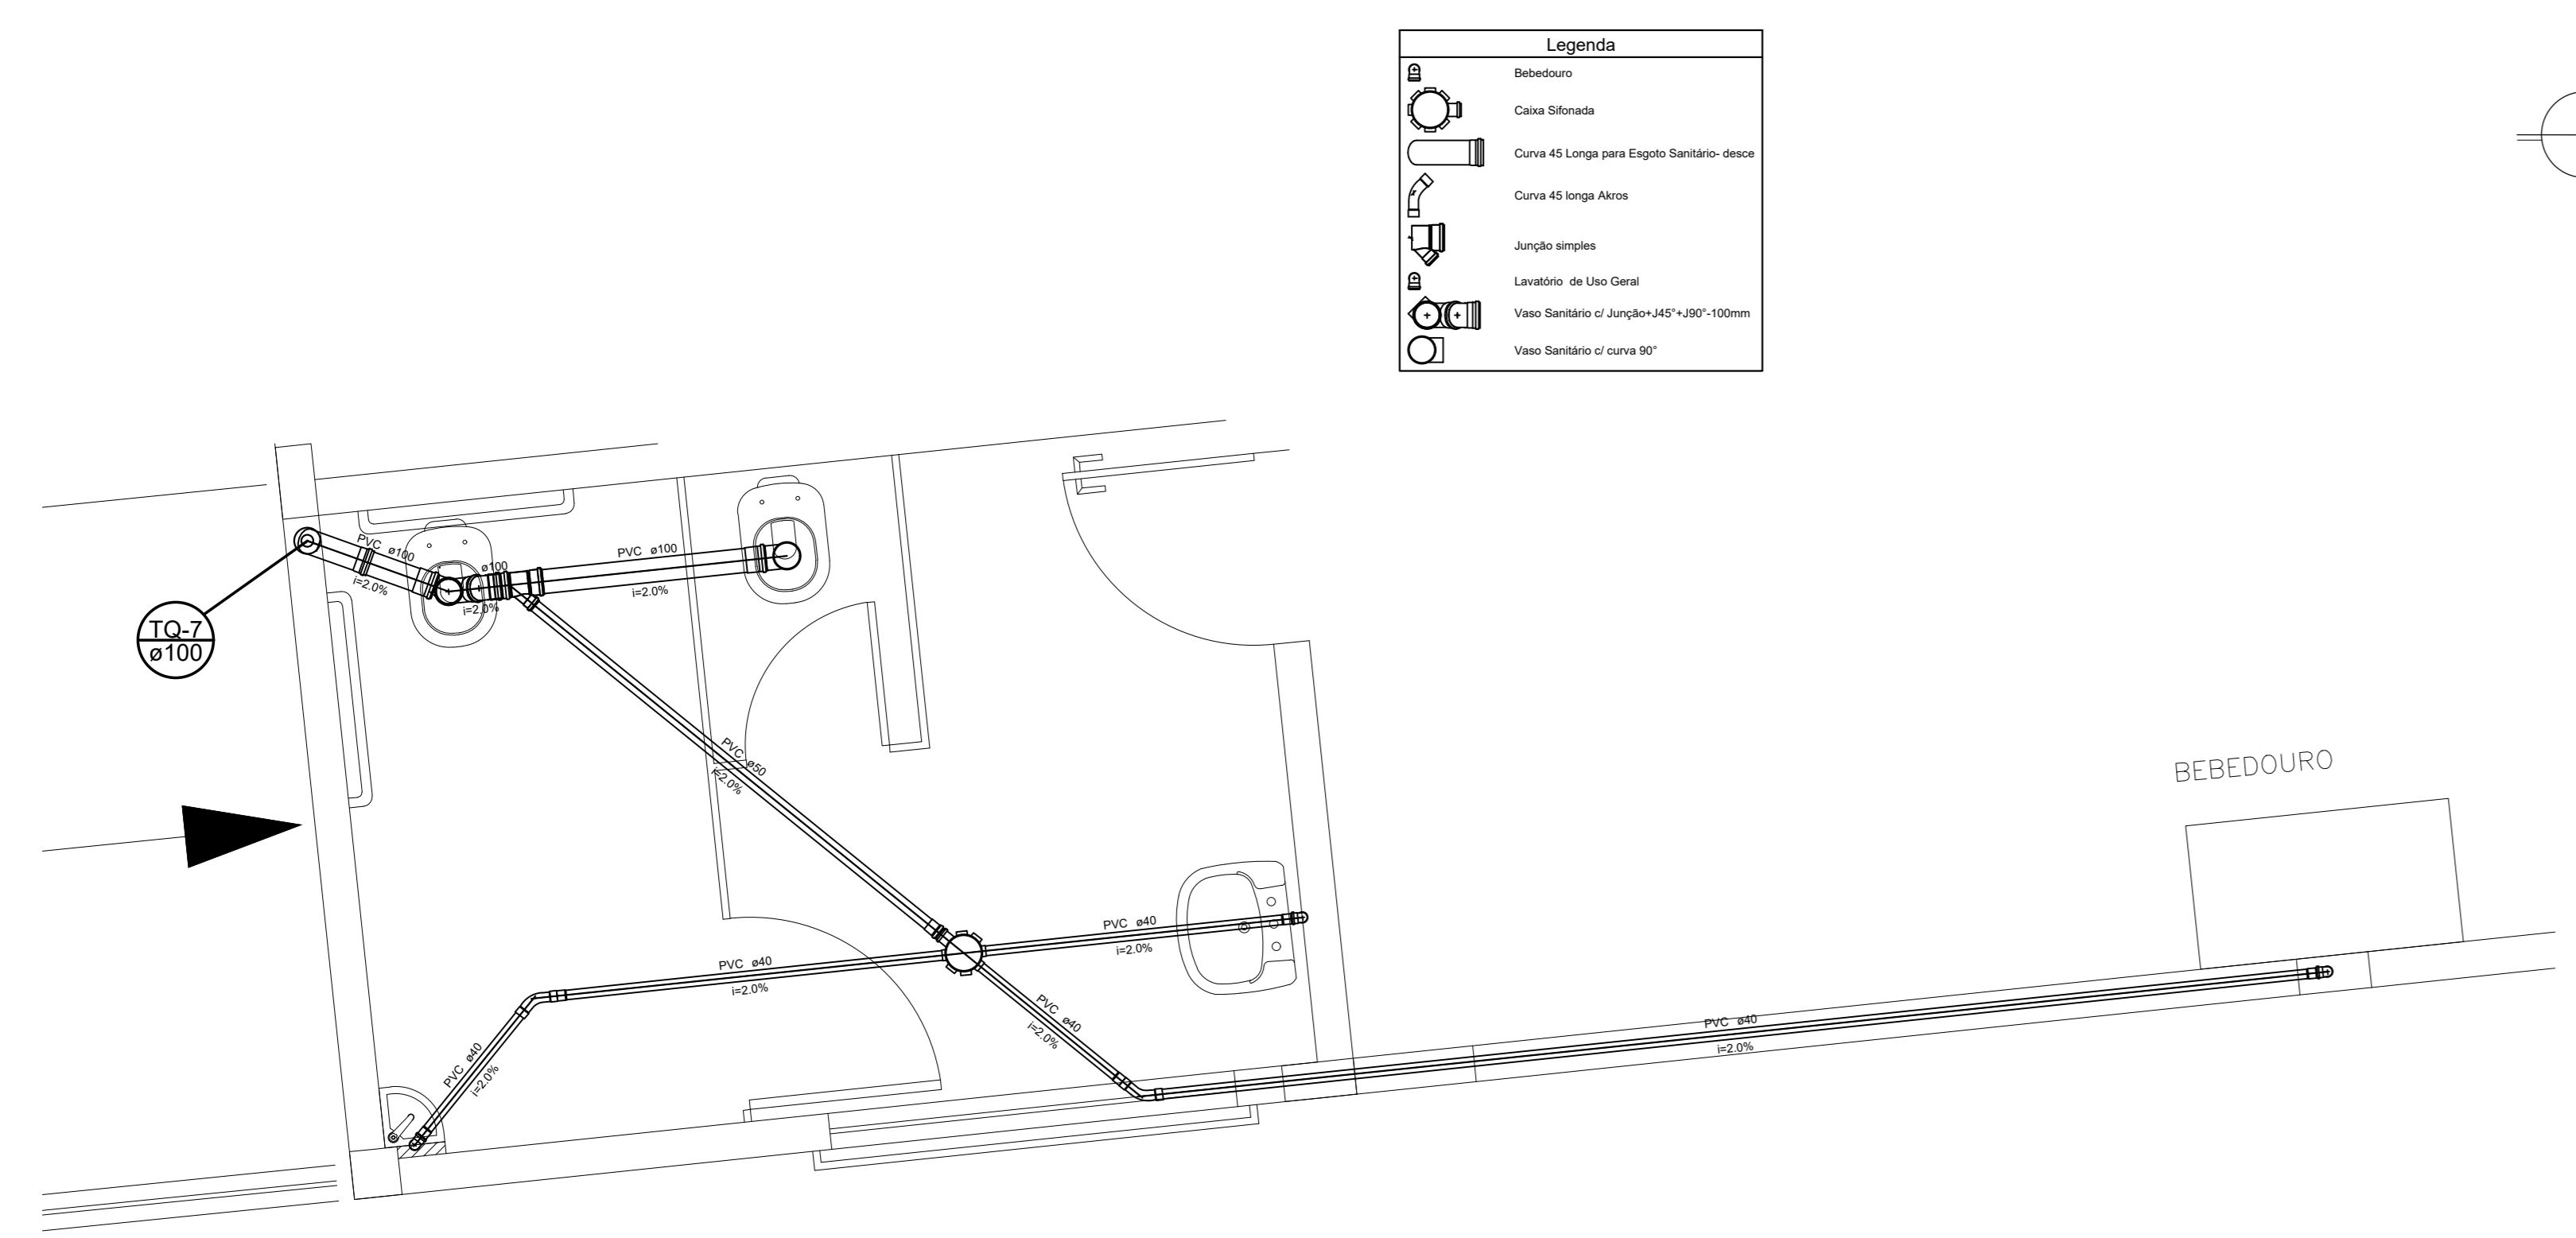 Legenda
Bebedouro
Caixa Sifonada
Curva 45 Longa para Esgoto Sanitário- desce
Curva 45 longa Akros
Junção simples
Lavatório de Uso Geral
Vaso Sanitário c/ Junção+J45°+J90°-100mm
Vaso Sanitário c/ curva 90°
PVC ø100
i=2.0%
ø100
i=2.0%
PVC ø100
i=2.0%
TQ-7
ø100
PVC ø50
i=2.0%
BEBEDOURO
PVC ø40
i=2.0%
PVC ø40
i=2.0%
PVC ø40
i=2.0%
PVC ø40
i=2.0%
PVC ø40
i=2.0%